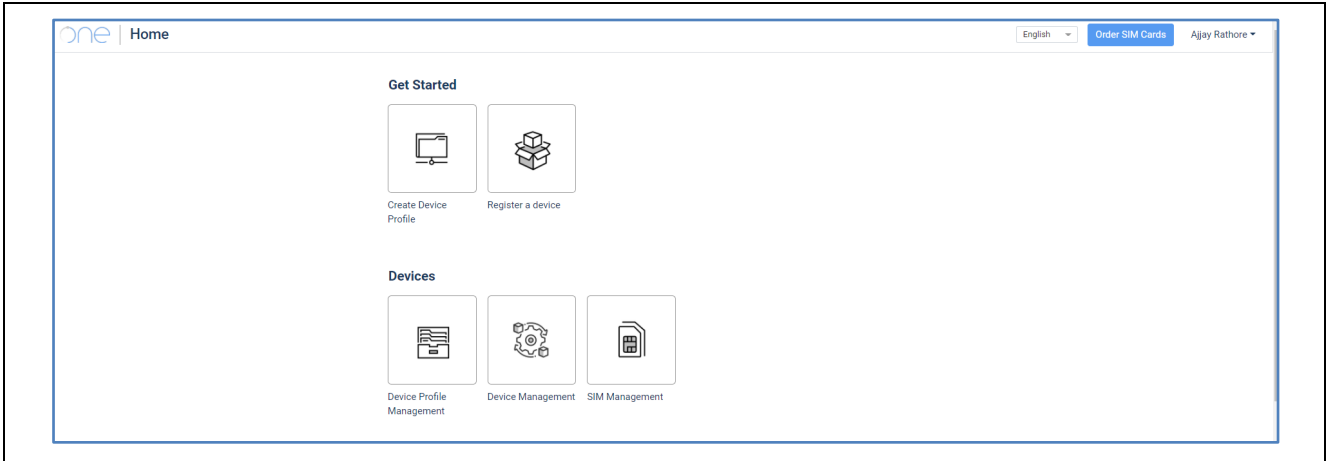 one | Home
English
Order SIM Cards
Ajjay Rathore
Get Started
Create Device
Profile
Register a device
Devices
Device Profile
Management
Device Management
SIM Management